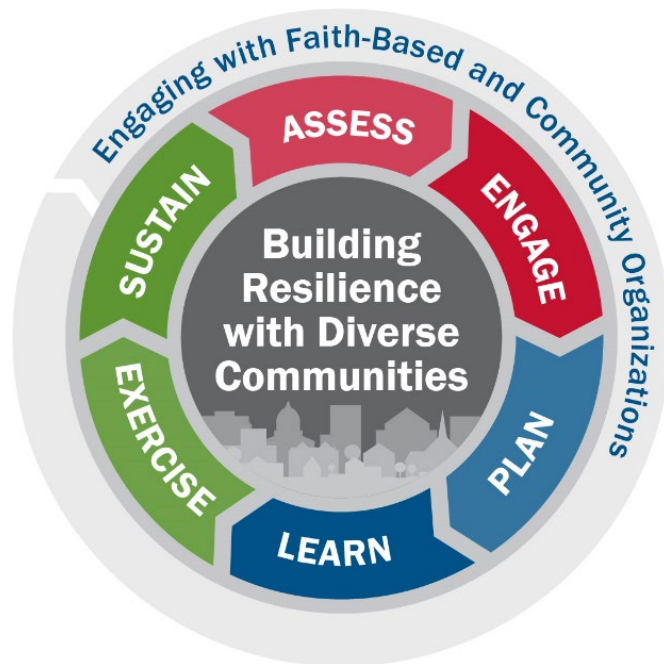 Engaging with Faith-Based and Community Organizations
ASSESS
ENGAGE
PLAN
LEARN
EXERCISE
SUSTAIN
Building
Resilience
with Diverse
Communities